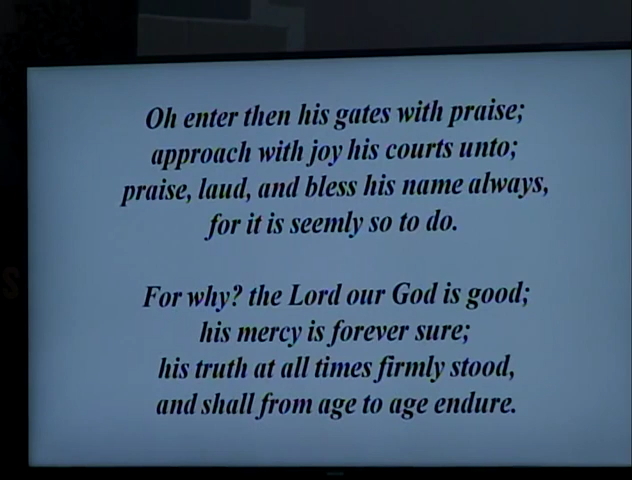 Oh enter then his gates with praise;
approach with joy his courts unto;
praise, laud, and bless his name always,
for it is seemly so to do.
For why? the Lord our God is good;
his mercy is forever sure;
his truth at all times firmly stood,
and shall from age to age endure.